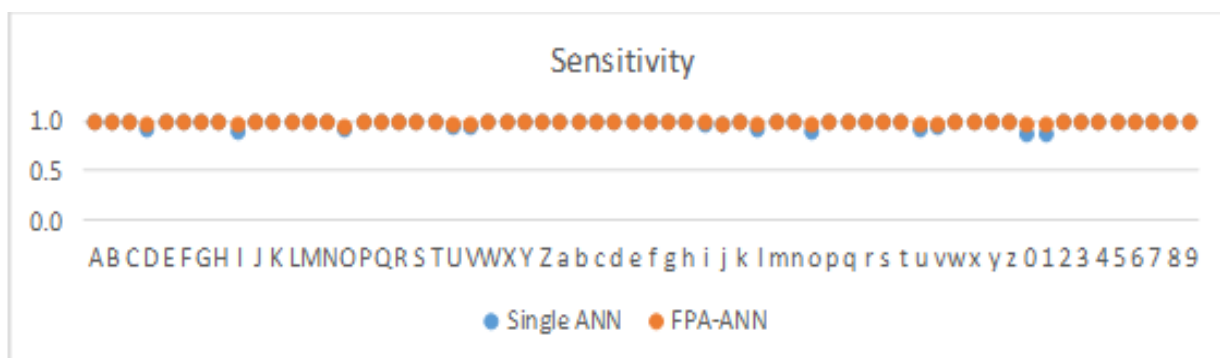 Sensitivity
1.0
0.5
0.0
A B C D E F G H I J K L M N O P Q R S T U V W X Y Z a b c d e f g h i j k l m n o p q r s t u v w x y z 0 1 2 3 4 5 6 7 8 9
Single ANN FPA-ANN